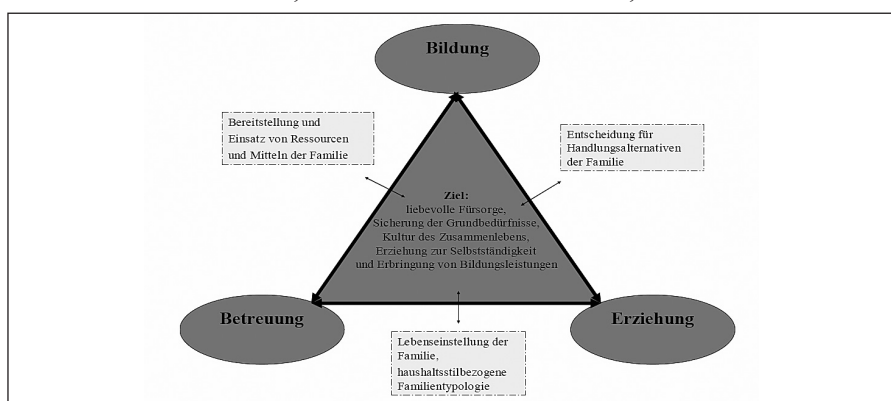 Bildung
Bereitstellung und
Einsatz von Ressourcen
und Mitteln der Familie
Entscheidung für
Handlungsalternativen
der Familie
Ziel:
liebevolle Fürsorge,
Sicherung der Grundbedürfnisse,
Kultur des Zusammenlebens,
Erziehung zur Selbstständigkeit
und Erbringung von Bildungsleistungen
Betreuung
Erziehung
Lebenseinstellung der
Familie,
haushaltsstilbezogene
Familientypologie